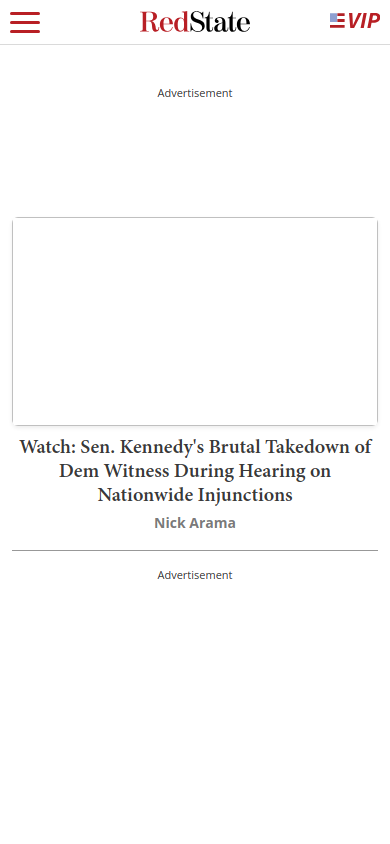 RedState
VIP
Advertisement
Watch: Sen. Kennedy's Brutal Takedown of
Dem Witness During Hearing on
Nationwide Injunctions
Nick Arama
Advertisement